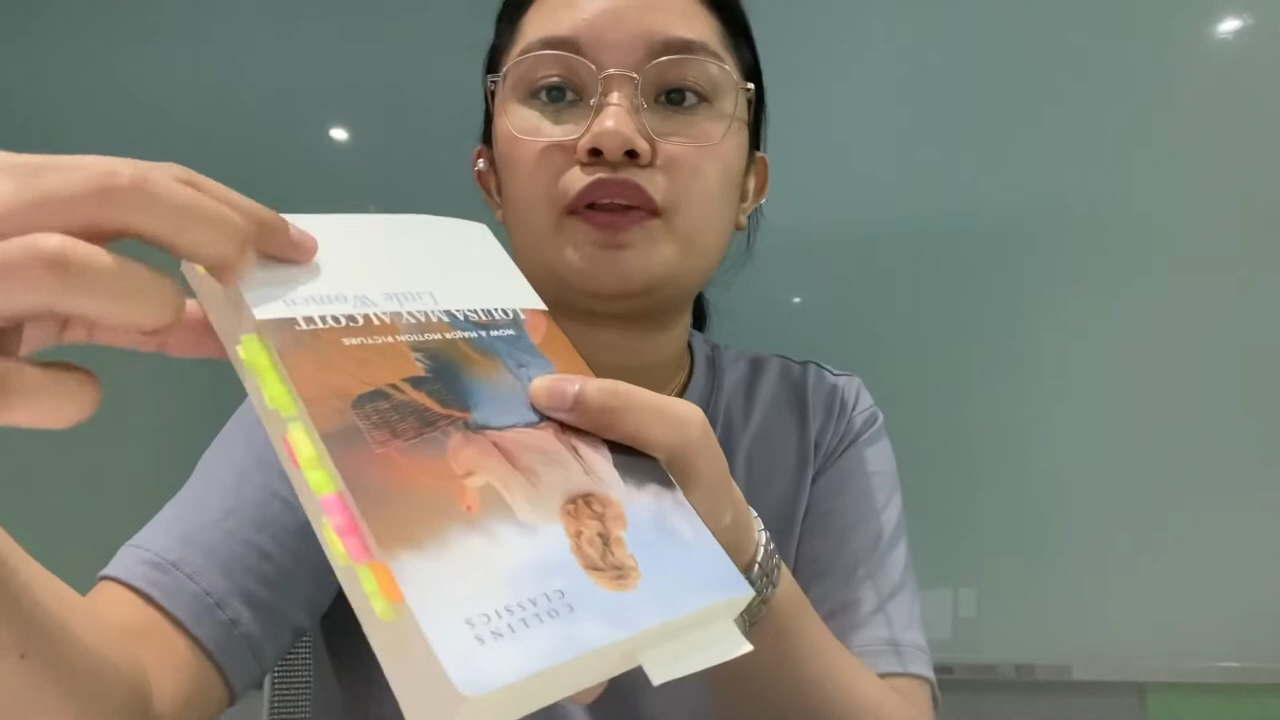 COLLINS
CLASSICS
NOW A MAJOR MOTION PICTURE
LOUISA MAY ALCOTT
Little Women